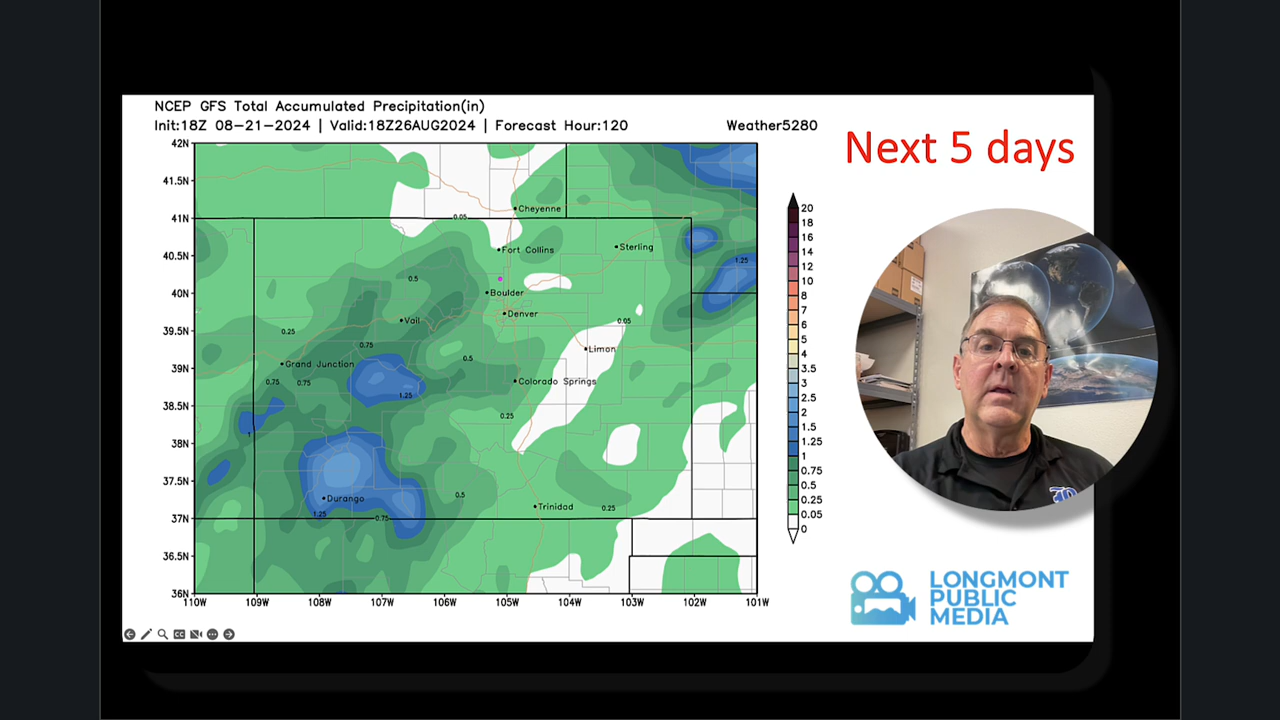 NCEP GFS Total Accumulated Precipitation(in)
Init:18Z 08-21-2024 | Valid:18Z26AUG2024 | Forecast Hour:120
Weather5280
Next 5 days
42N
41.5N
41N
40.5N
40N
39.5N
39N
38.5N
38N
37.5N
37N
36.5N
36N
110W 109W 108W 107W 106W 105W 104W 103W 102W 101W
Cheyenne
0.05
Fort Collins
Sterling
1.25
0.5
Boulder
Denver
Vail
0.05
0.25
0.75
Limon
0.5
Grand Junction
0.75 0.75
Colorado Springs
1.25
0.25
1
0.5
Durango
Trinidad
0.25
1.25
0.75
20
18
16
14
12
10
8
7
6
5
4
3.5
3
2.5
2
1.5
1.25
1
0.75
0.5
0.25
0.05
0
CC
LONGMONT
PUBLIC
MEDIA